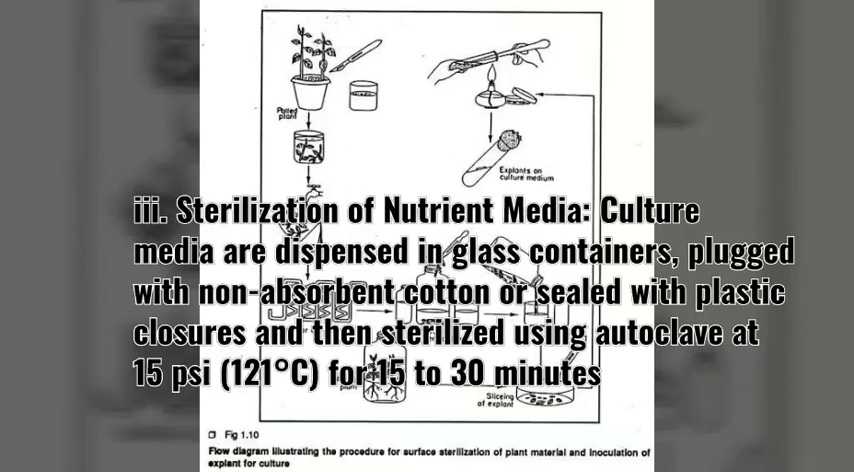 Potted
plant
Explants on
culture medium
iii. Sterilization of Nutrient Media: Culture
media are dispensed in glass containers, plugged
with non-absorbent cotton or sealed with plastic
closures and then sterilized using autoclave at
15 psi (121°C) for 15 to 30 minutes
Sliceing
of explant
Fig 1.10
Flow diagram illustrating the procedure for surface sterilization of plant material and inoculation of
explant for culture